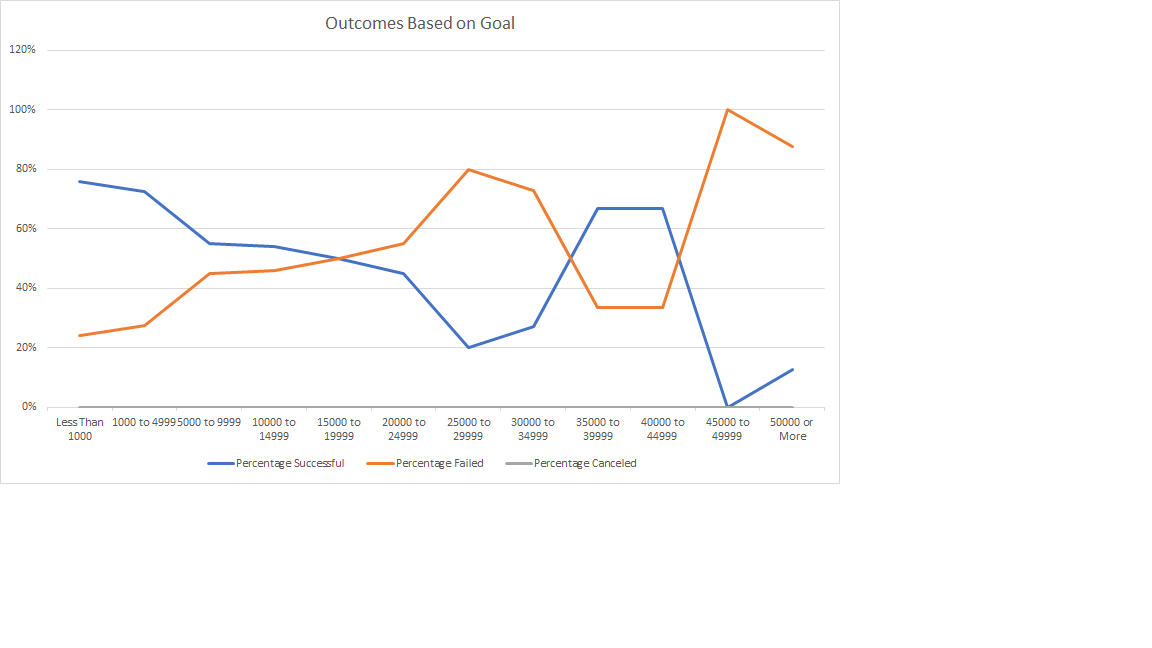 Outcomes Based on Goal
120%
100%
80%
60%
40%
20%
0%
Less Than
1000
1000 to 4999
5000 to 9999
10000 to
14999
15000 to
19999
20000 to
24999
25000 to
29999
30000 to
34999
35000 to
39999
40000 to
44999
45000 to
49999
50000 or
More
Percentage Successful
Percentage Failed
Percentage Canceled